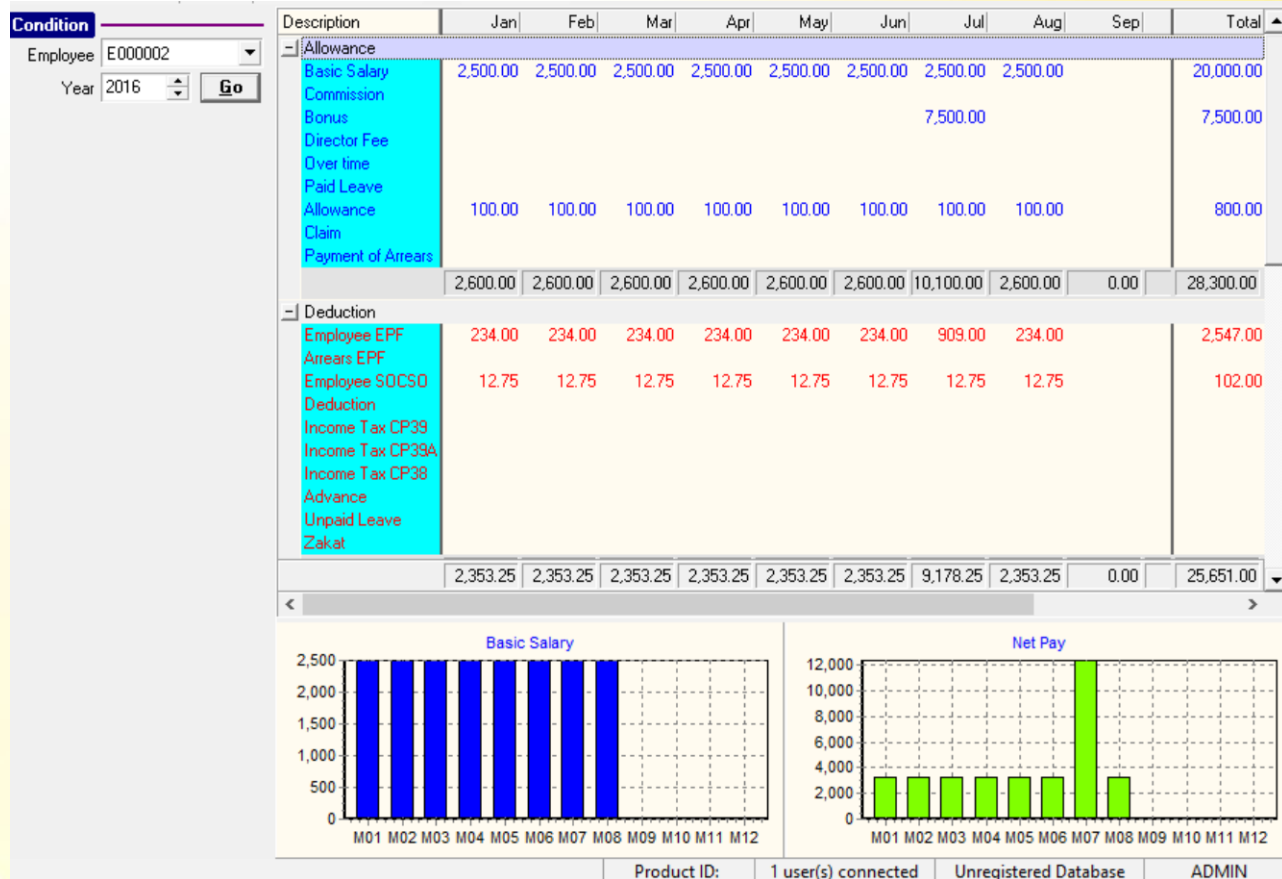 Condition
Employee E000002
Year 2016 Go
Description Jan Feb Mar Apr May Jun Jul Aug Sep Total
Allowance
Basic Salary 2,500.00 2,500.00 2,500.00 2,500.00 2,500.00 2,500.00 2,500.00 2,500.00 20,000.00
Commission
Bonus 7,500.00 7,500.00
Director Fee
Over time
Paid Leave
Allowance 100.00 100.00 100.00 100.00 100.00 100.00 100.00 100.00 800.00
Claim
Payment of Arrears
2,600.00 2,600.00 2,600.00 2,600.00 2,600.00 2,600.00 10,100.00 2,600.00 0.00 28,300.00
Deduction
Employee EPF 234.00 234.00 234.00 234.00 234.00 234.00 909.00 234.00 2,547.00
Arrears EPF
Employee SOCSO 12.75 12.75 12.75 12.75 12.75 12.75 12.75 12.75 102.00
Deduction
Income Tax CP39
Income Tax CP39A
Income Tax CP38
Advance
Unpaid Leave
Zakat
2,353.25 2,353.25 2,353.25 2,353.25 2,353.25 2,353.25 9,178.25 2,353.25 0.00 25,651.00
Basic Salary
2,500
2,000
1,500
1,000
500
0
M01 M02 M03 M04 M05 M06 M07 M08 M09 M10 M11 M12
Net Pay
12,000
10,000
8,000
6,000
4,000
2,000
0
M01 M02 M03 M04 M05 M06 M07 M08 M09 M10 M11 M12
Product ID: 1 user(s) connected Unregistered Database ADMIN